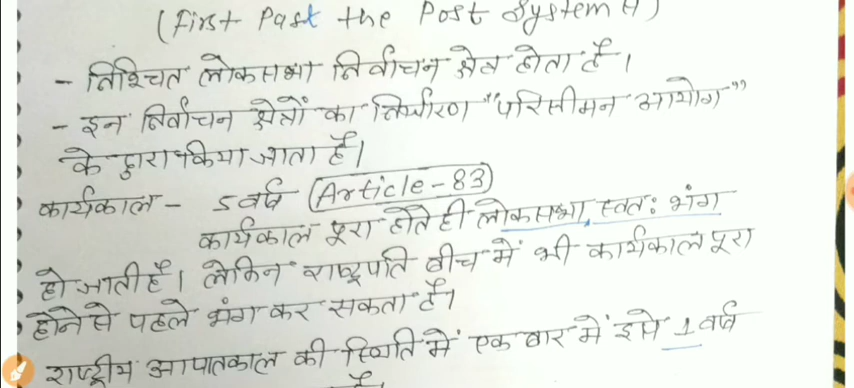 (First Past the Post System से)
- निश्चित लोकसभा निर्वाचन क्षेत्र होता है।
- इन निर्वाचन क्षेत्रों का निर्धारण "परिसीमन आयोग"
के द्वारा किया जाता है।
कार्यकाल - 5 वर्ष (Article-83)
कार्यकाल पूरा होते ही लोकसभा स्वतः भंग
हो जाती है। लेकिन राष्ट्रपति बीच में भी कार्यकाल पूरा
होने से पहले भंग कर सकता है।
राष्ट्रीय आपातकाल की स्थिति में एक बार में इसे 1 वर्ष